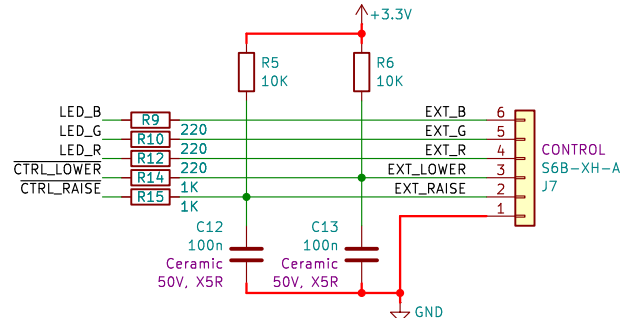 +3.3V
R5
10K
R6
10K
LED_B
R9
220
EXT_B
6
LED_G
R10
220
EXT_G
5
LED_R
R12
220
EXT_R
4
CTRL_LOWER
R14
1K
EXT_LOWER
3
CTRL_RAISE
R15
1K
EXT_RAISE
2
1
CONTROL
S6B-XH-A
J7
C12
100n
Ceramic
50V, X5R
C13
100n
Ceramic
50V, X5R
GND